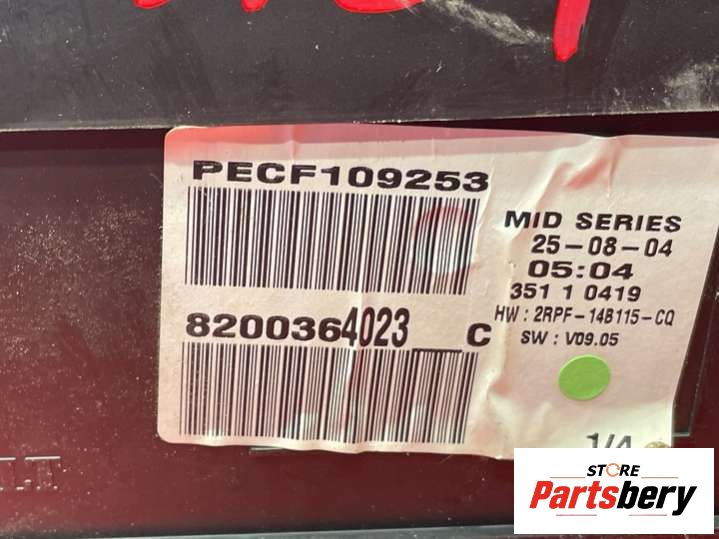 PECF109253
8200364023__C
MID SERIES
25-08-04
05:04
351 1 0419
HW : 2RPF-14B115-CQ
SW : V09.05
1/4
STORE
Partsbery